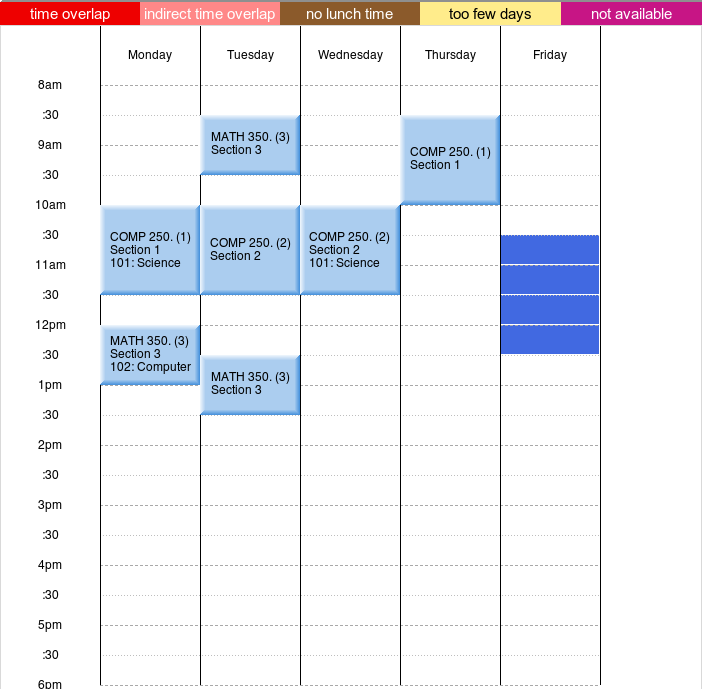 time overlap indirect time overlap no lunch time too few days not available
Monday Tuesday Wednesday Thursday Friday
8am
:30
MATH 350. (3)
Section 3
9am
COMP 250. (1)
Section 1
:30
10am
:30
COMP 250. (1)
Section 1
101: Science
COMP 250. (2)
Section 2
COMP 250. (2)
Section 2
101: Science
11am
:30
12pm
MATH 350. (3)
Section 3
102: Computer
:30
MATH 350. (3)
Section 3
1pm
:30
2pm
:30
3pm
:30
4pm
:30
5pm
:30
6pm